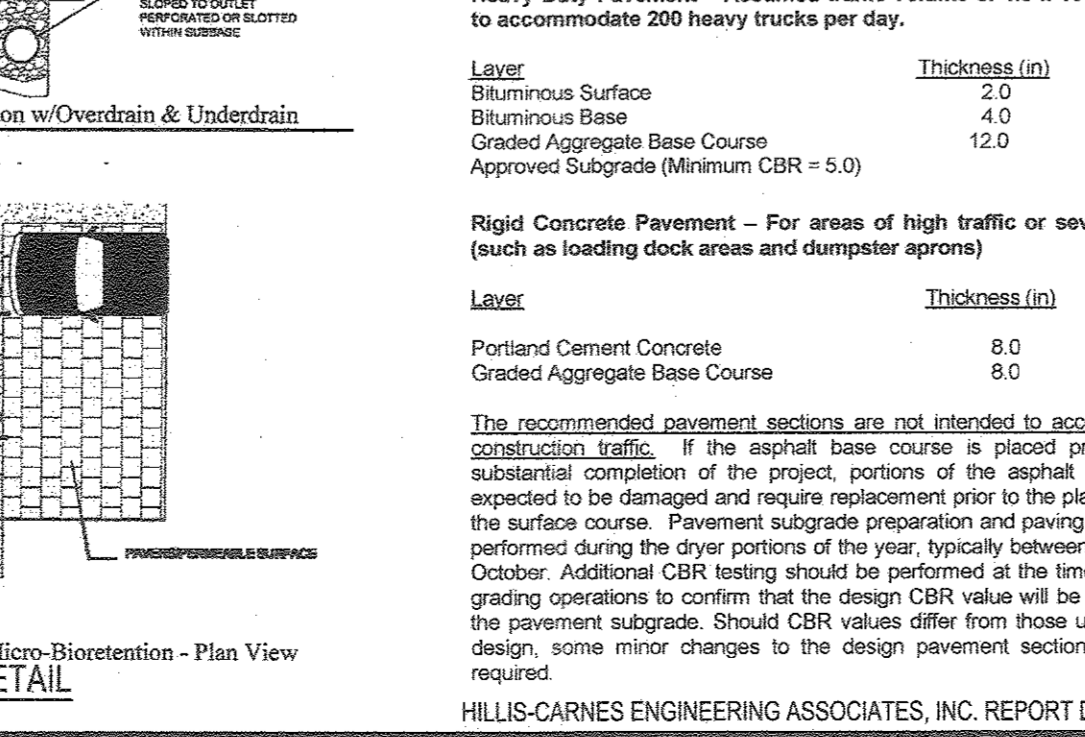 SLOPED TO OUTLET
PERFORATED OR SLOTTED
WITHIN SUBBASE
on w/Overdrain & Underdrain
PAVERS/PERMEABLE SURFACE
Micro-Bioretention - Plan View
ETAIL
to accommodate 200 heavy trucks per day.
Layer Thickness (in)
Bituminous Surface 2.0
Bituminous Base 4.0
Graded Aggregate Base Course 12.0
Approved Subgrade (Minimum CBR = 5.0)
Rigid Concrete Pavement – For areas of high traffic or sev
(such as loading dock areas and dumpster aprons)
Layer Thickness (in)
Portland Cement Concrete 8.0
Graded Aggregate Base Course 8.0
The recommended pavement sections are not intended to acc
construction traffic. If the asphalt base course is placed pr
substantial completion of the project, portions of the asphalt
expected to be damaged and require replacement prior to the pla
the surface course. Pavement subgrade preparation and paving
performed during the dryer portions of the year, typically between
October. Additional CBR testing should be performed at the time
grading operations to confirm that the design CBR value will be
the pavement subgrade. Should CBR values differ from those u
design, some minor changes to the design pavement section
required.
HILLIS-CARNES ENGINEERING ASSOCIATES, INC. REPORT D